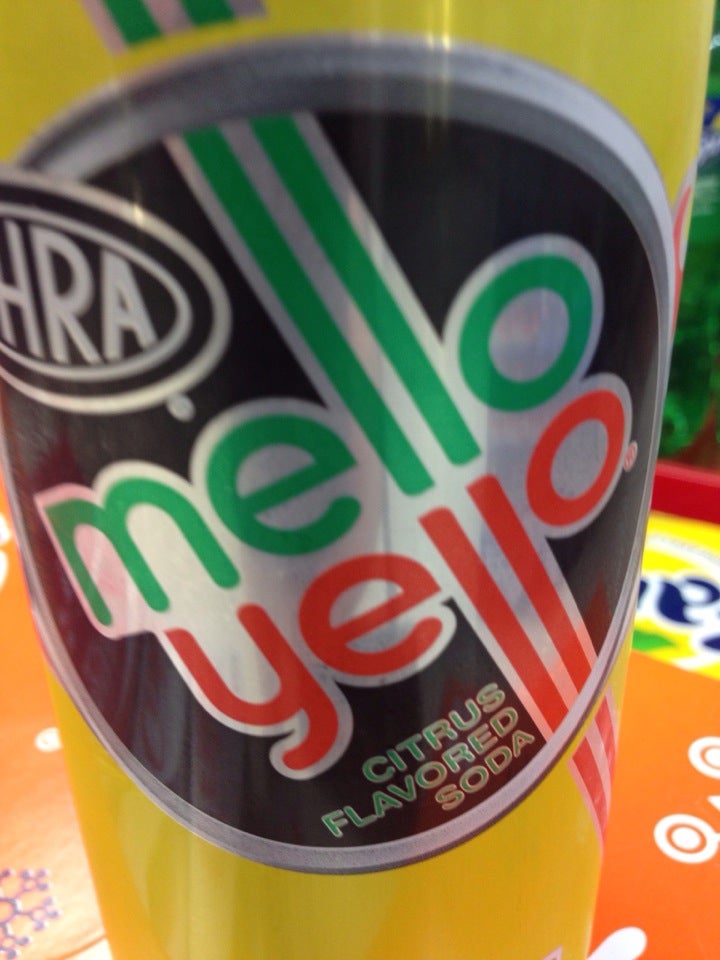 HRA
mello
yello
CITRUS
FLAVORED
SODA